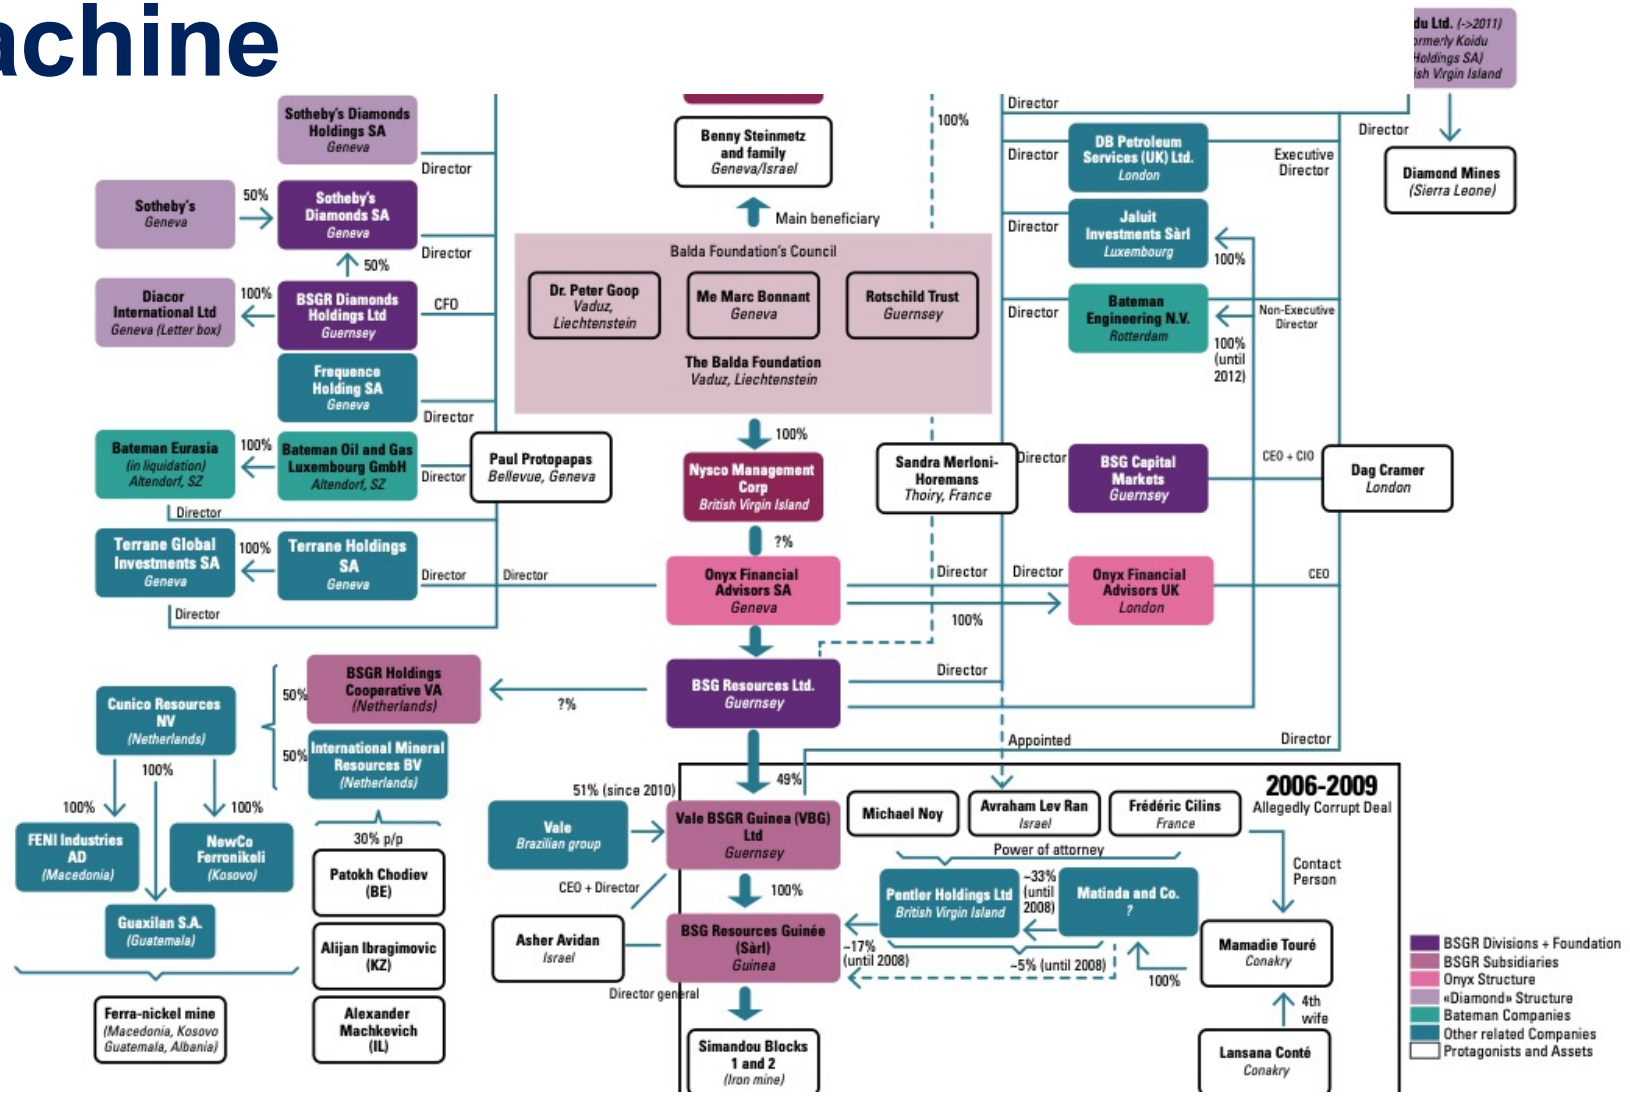 achine
du Ltd. (->2011)
ormerly Koidu
Holdings SA)
ish Virgin Island
Director
Diamond Mines
(Sierra Leone)
Sotheby's Diamonds
Holdings SA
Geneva
Director
Sotheby's
Geneva
50%
Sotheby's
Diamonds SA
Geneva
Director
50%
Diacor
International Ltd
Geneva (Letter box)
100%
BSGR Diamonds
Holdings Ltd
Guernsey
CFO
Frequence
Holding SA
Geneva
Director
Bateman Eurasia
(in liquidation)
Altendorf, SZ
100%
Bateman Oil and Gas
Luxembourg GmbH
Altendorf, SZ
Director
Director
Paul Protopapas
Bellevue, Geneva
Terrane Global
Investments SA
Geneva
100%
Terrane Holdings
SA
Geneva
Director
Director
Director
Benny Steinmetz
and family
Geneva/Israel
Main beneficiary
100%
Balda Foundation's Council
Dr. Peter Goop
Vaduz,
Liechtenstein
Me Marc Bonnant
Geneva
Rotschild Trust
Guernsey
The Balda Foundation
Vaduz, Liechtenstein
100%
Nysco Management
Corp
British Virgin Island
?%
Onyx Financial
Advisors SA
Geneva
Director
Director
100%
Onyx Financial
Advisors UK
London
CEO
BSG Resources Ltd.
Guernsey
Director
Sandra Merloni-
Horemans
Thoiry, France
Director
Director
DB Petroleum
Services (UK) Ltd.
London
Executive
Director
Director
Jaluit
Investments Sàrl
Luxembourg
100%
Director
Bateman
Engineering N.V.
Rotterdam
Non-Executive
Director
100%
(until
2012)
Director
BSG Capital
Markets
Guernsey
CEO + CIO
Dag Cramer
London
Appointed
Director
BSGR Holdings
Cooperative VA
(Netherlands)
?%
50%
50%
International Mineral
Resources BV
(Netherlands)
Cunico Resources
NV
(Netherlands)
100%
100%
100%
FENI Industries
AD
(Macedonia)
NewCo
Ferronikeli
(Kosovo)
Guaxilan S.A.
(Guatemala)
Ferra-nickel mine
(Macedonia, Kosovo
Guatemala, Albania)
30% p/p
Patokh Chodiev
(BE)
Alijan Ibragimovic
(KZ)
Alexander
Machkevich
(IL)
51% (since 2010)
49%
Vale
Brazilian group
Vale BSGR Guinea (VBG)
Ltd
Guernsey
CEO + Director
100%
Asher Avidan
Israel
BSG Resources Guinée
(Sàrl)
Guinea
Director general
Simandou Blocks
1 and 2
(Iron mine)
2006-2009
Allegedly Corrupt Deal
Michael Noy
Avraham Lev Ran
Israel
Frédéric Cilins
France
Power of attorney
Contact
Person
Pentler Holdings Ltd
British Virgin Island
~33%
(until
2008)
Matinda and Co.
?
~17%
(until 2008)
~5% (until 2008)
100%
Mamadie Touré
Conakry
4th
wife
Lansana Conté
Conakry
BSGR Divisions + Foundation
BSGR Subsidiaries
Onyx Structure
«Diamond» Structure
Bateman Companies
Other related Companies
Protagonists and Assets